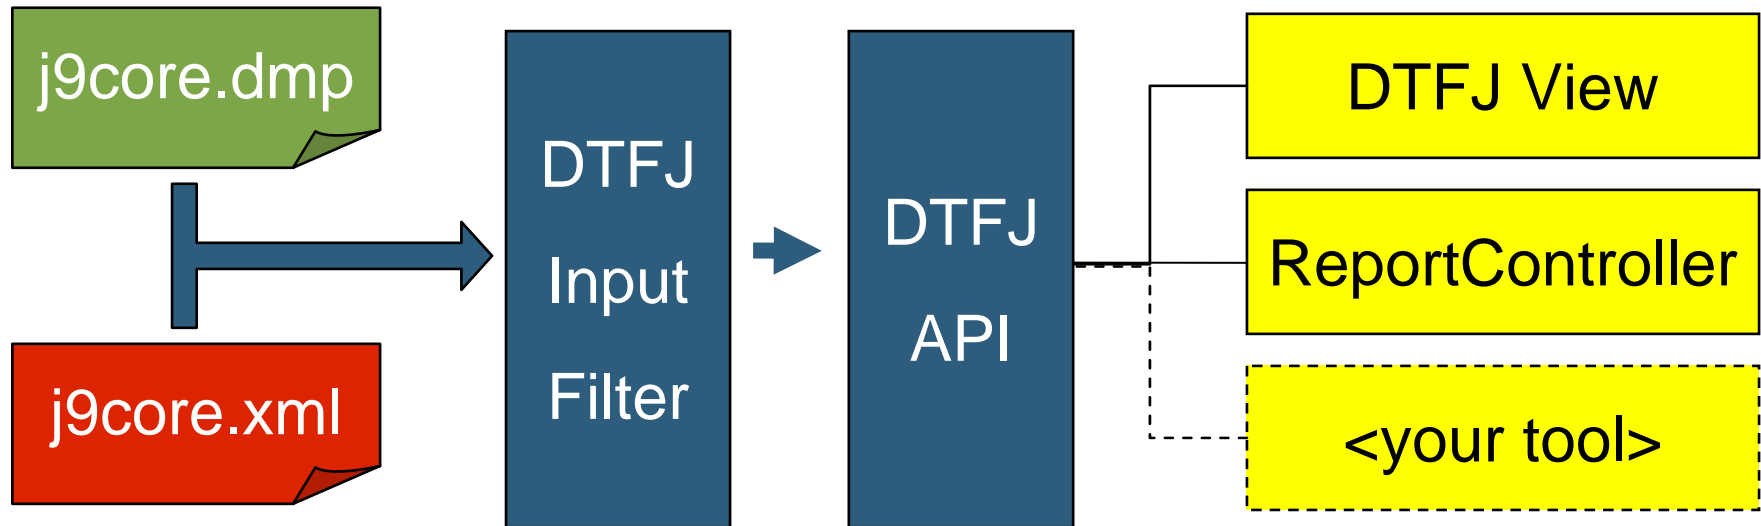 j9core.dmp
j9core.xml
DTFJ
Input
Filter
DTFJ
API
DTFJ View
ReportController
<your tool>